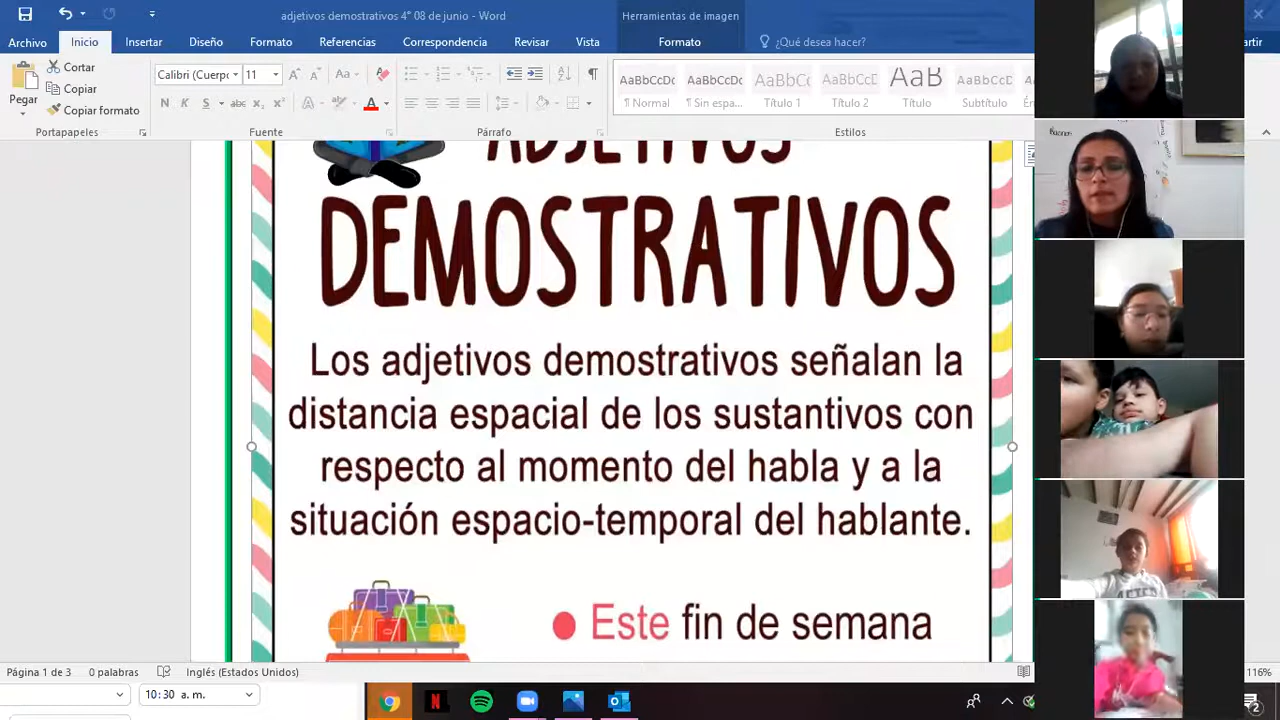 adjetivos demostrativos 4° 08 de junio - Word
Herramientas de imagen
Archivo Inicio Insertar Diseño Formato Referencias Correspondencia Revisar Vista Formato ¿Qué desea hacer?
Pegar
Cortar
Copiar
Copiar formato
Calibri (Cuerpo 11
AaBbCcDc AaBbCcDc AaBbCcD AaBbCcD AaB AaBbCcD
¶ Normal ¶ Sin espa... Título 1 Título 2 Título Subtítulo
Portapapeles Fuente Párrafo Estilos
ADJETIVOS
DEMOSTRATIVOS
Los adjetivos demostrativos señalan la
distancia espacial de los sustantivos con
respecto al momento del habla y a la
situación espacio-temporal del hablante.
Este fin de semana
Página 1 de 3 0 palabras Inglés (Estados Unidos) 116%
10:30 a. m.
Buenos